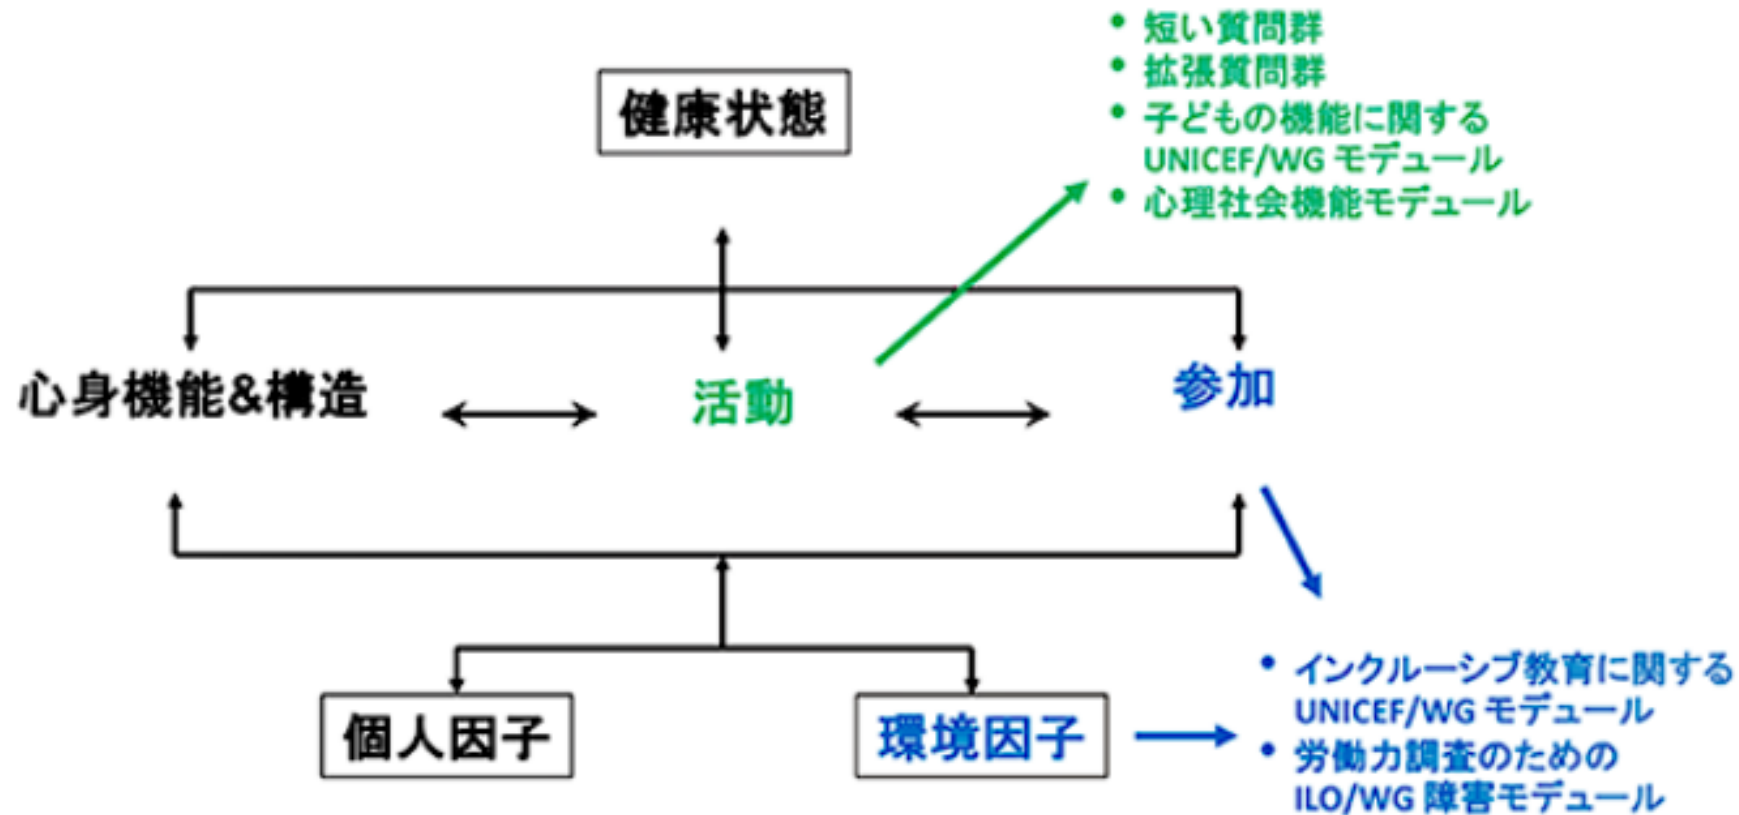 • 短い質問群
• 拡張質問群
• 子どもの機能に関する
UNICEF/WG モデュール
• 心理社会機能モデュール
健康状態
心身機能&構造
活動
参加
個人因子
環境因子
• インクルーシブ教育に関する
UNICEF/WG モデュール
• 労働力調査のための
ILO/WG 障害モデュール